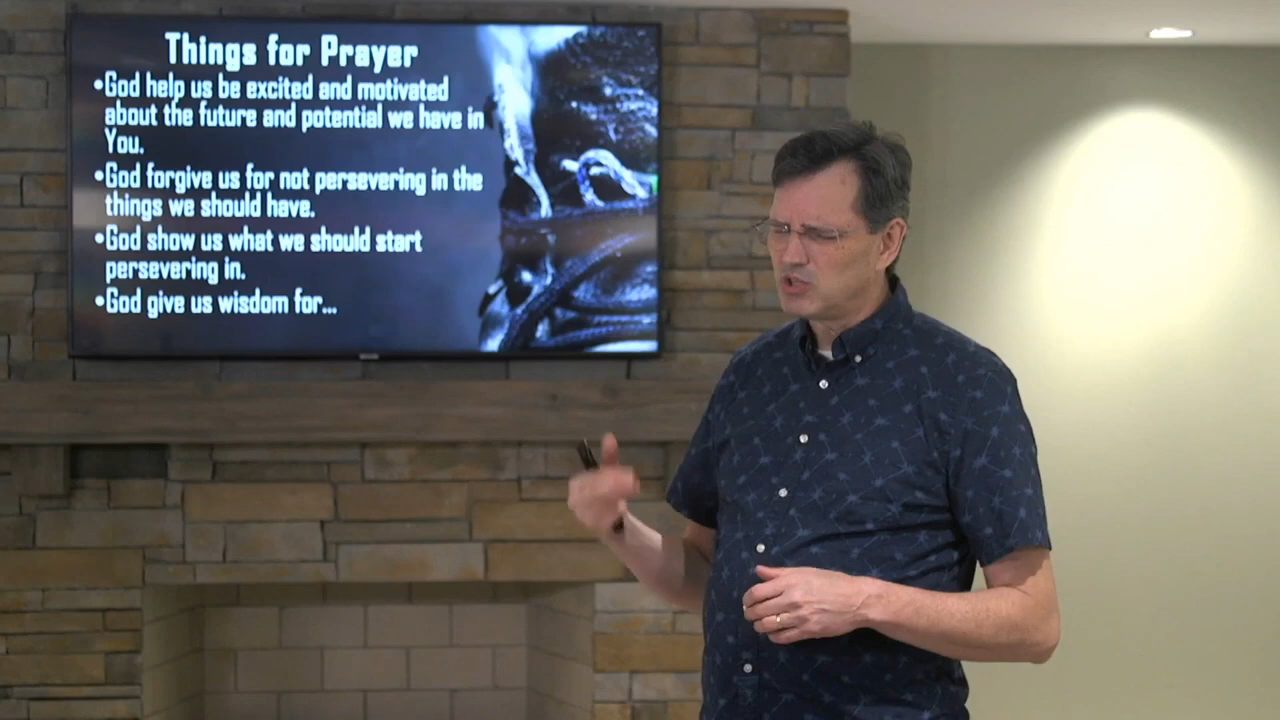 Things for Prayer
•God help us be excited and motivated
about the future and potential we have in
You.
•God forgive us for not persevering in the
things we should have.
•God show us what we should start
persevering in.
•God give us wisdom for...